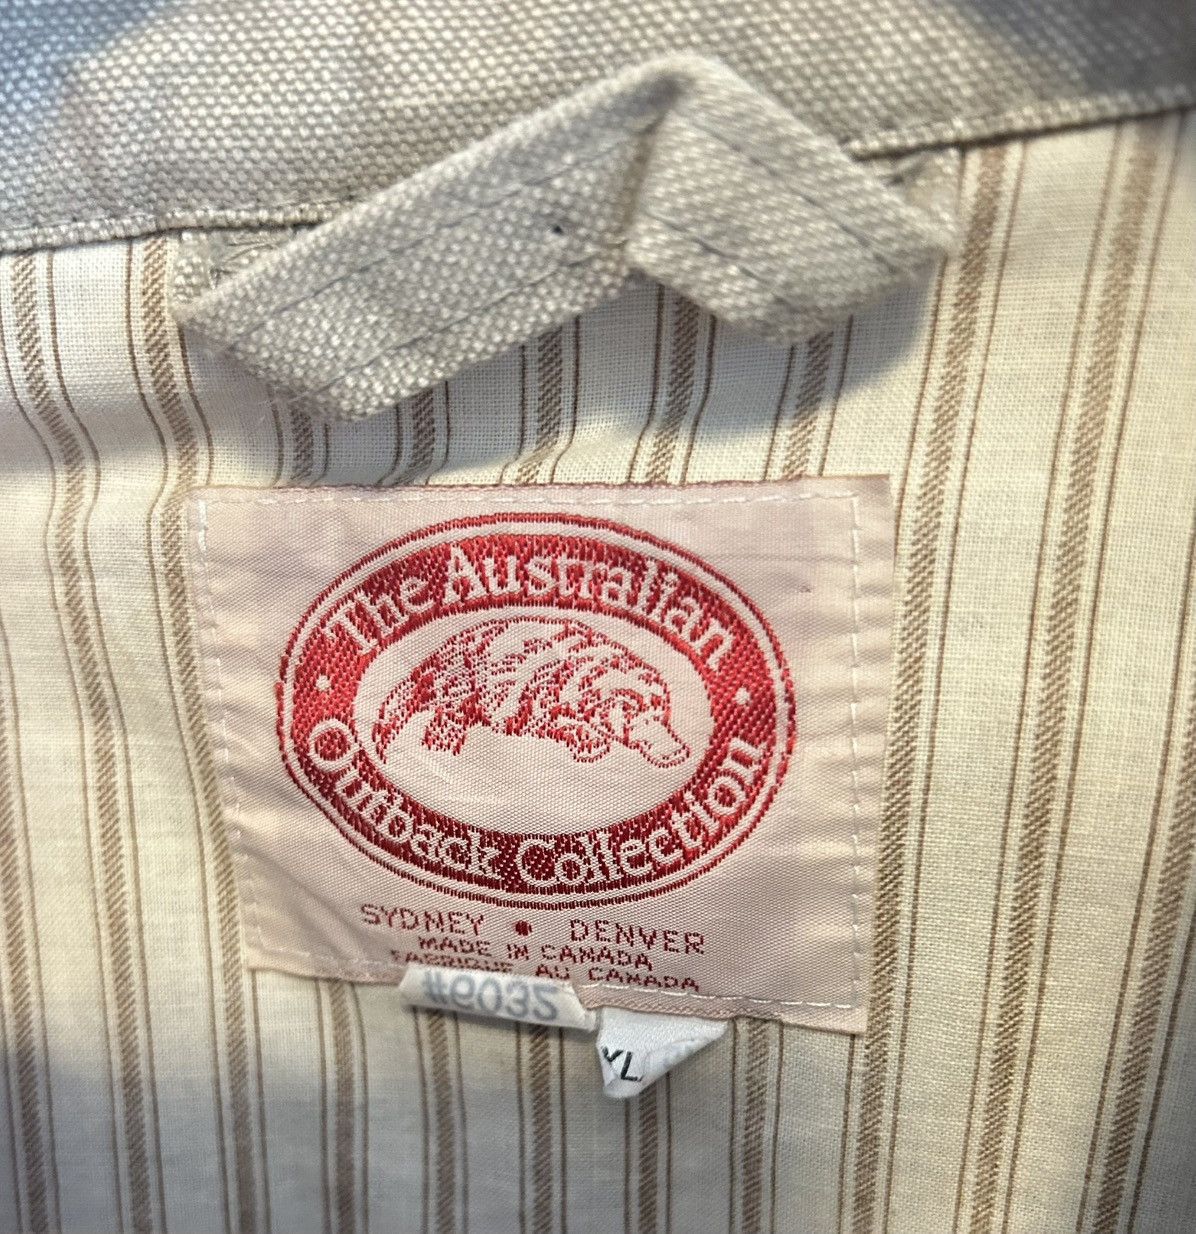 The Australian
Outback Collection
SYDNEY • DENVER
MADE IN CANADA
FABRIQUE AU CANADA
#6035
XL